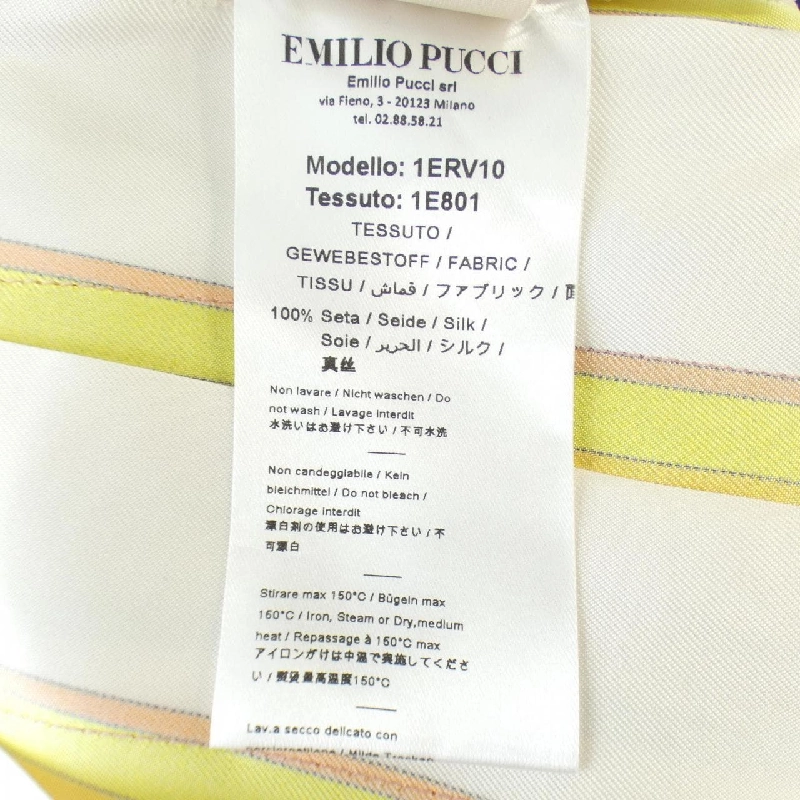 EMILIO PUCCI
Emilio Pucci srl
via Fieno, 3 - 20123 Milano
tel. 02.88.58.21
Modello: 1ERV10
Tessuto: 1E801
TESSUTO /
GEWEBESTOFF / FABRIC /
TISSU / قماش / ファブリック /
100% Seta / Seide / Silk /
Soie / الحرير / シルク /
真丝
Non lavare / Nicht waschen / Do
not wash / Lavage interdit
水洗いはお避け下さい / 不可水洗
Non candeggiabile / Kein
bleichmittel / Do not bleach /
Chlorage interdit
漂白剤の使用はお避け下さい / 不
可漂白
Stirare max 150°C / Bügeln max
150°C / Iron, Steam or Dry,medium
heat / Repassage à 150°C max
アイロンがけは中温で実施してくださ
い / 熨烫最高温度150°C
Lav.a secco delicato con
percloroetilene / Milde Trocken